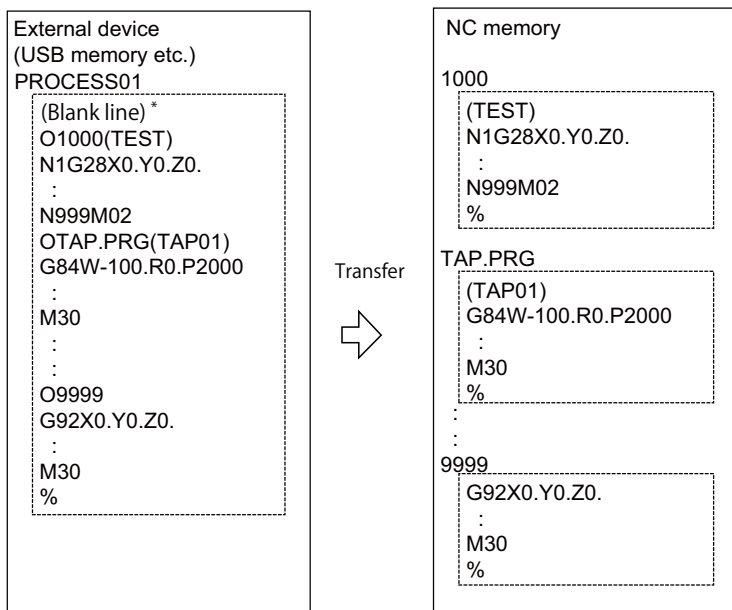 External device
(USB memory etc.)
PROCESS01
(Blank line) *
O1000(TEST)
N1G28X0.Y0.Z0.
:
N999M02
OTAP.PRG(TAP01)
G84W-100.R0.P2000
:
M30
:
:
O9999
G92X0.Y0.Z0.
:
M30
%
Transfer
NC memory
1000
(TEST)
N1G28X0.Y0.Z0.
:
N999M02
%
TAP.PRG
(TAP01)
G84W-100.R0.P2000
:
M30
%
:
:
9999
G92X0.Y0.Z0.
:
M30
%